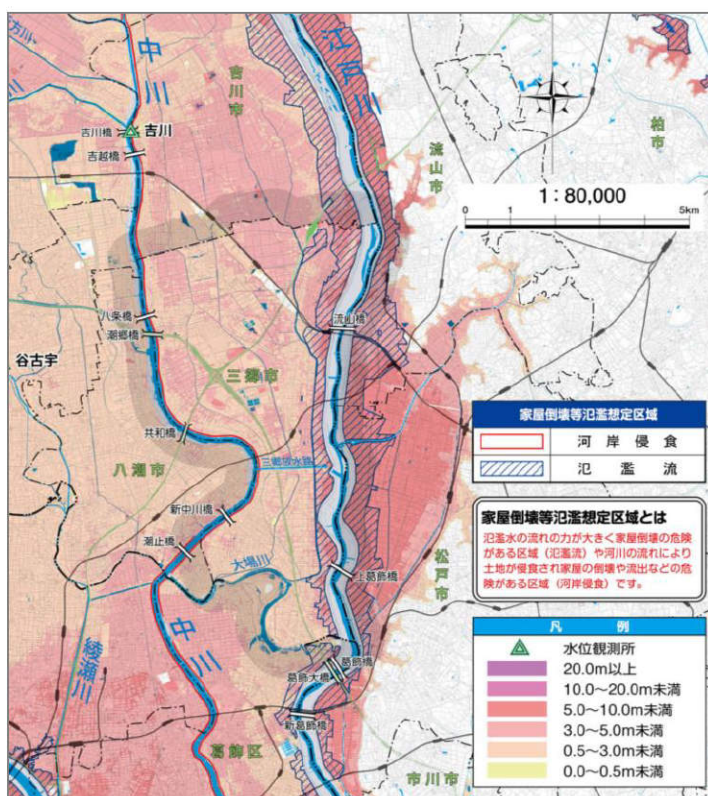 中川
江戸川
吉川市
方川
川
吉川橋
吉川
吉越橋
流山市
柏市
1：80,000
0
1
5km
八条橋
潮郷橋
流山橋
谷古宇
三郷市
共和橋
八潮市
三郷放水路
新中川橋
潮止橋
大場川
上葛飾橋
松戸市
中川
綾瀬川
葛飾橋
葛飾大橋
新葛飾橋
葛飾区
市川市
家屋倒壊等氾濫想定区域
河岸侵食
氾濫流
家屋倒壊等氾濫想定区域とは
氾濫水の流れの力が大きく家屋倒壊の危険
がある区域（氾濫流）や河川の流れにより
土地が侵食され家屋の倒壊や流出などの危
険がある区域（河岸侵食）です。
凡例
水位観測所
20.0m以上
10.0～20.0m未満
5.0～10.0m未満
3.0～5.0m未満
0.5～3.0m未満
0.0～0.5m未満